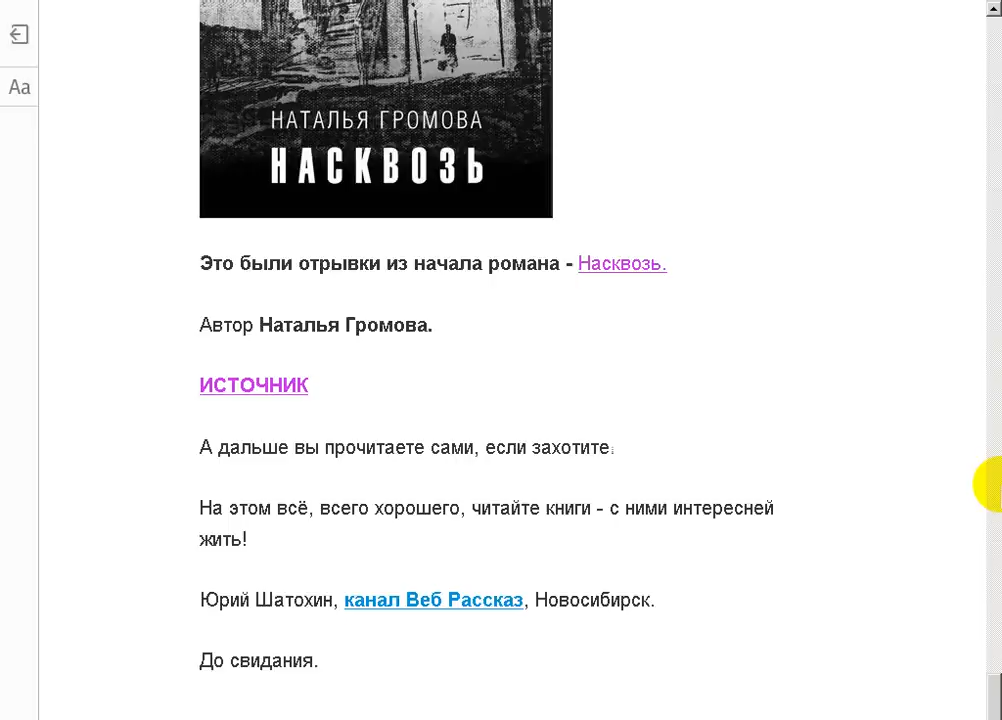 Aa
НАТАЛЬЯ ГРОМОВА
НАСКВОЗЬ
Это были отрывки из начала романа - Насквозь.
Автор Наталья Громова.
ИСТОЧНИК
А дальше вы прочитаете сами, если захотите.
На этом всё, всего хорошего, читайте книги - с ними интересней
жить!
Юрий Шатохин, канал Веб Рассказ, Новосибирск.
До свидания.